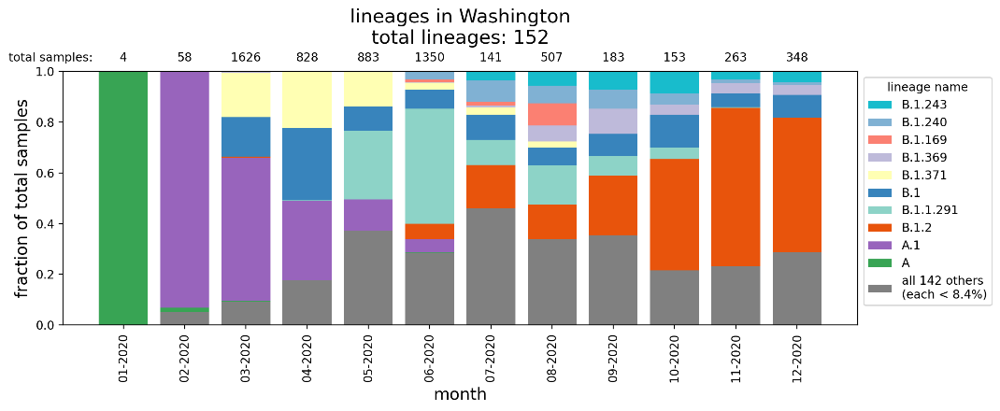 lineages in Washington
total lineages: 152
total samples: 4 58 1626 828 883 1350 141 507 183 153 263 348
1.0
0.8
0.6
0.4
0.2
0.0
fraction of total samples
01-2020 02-2020 03-2020 04-2020 05-2020 06-2020 07-2020 08-2020 09-2020 10-2020 11-2020 12-2020
month
lineage name
B.1.243
B.1.240
B.1.169
B.1.369
B.1.371
B.1
B.1.1.291
B.1.2
A.1
A
all 142 others
(each < 8.4%)